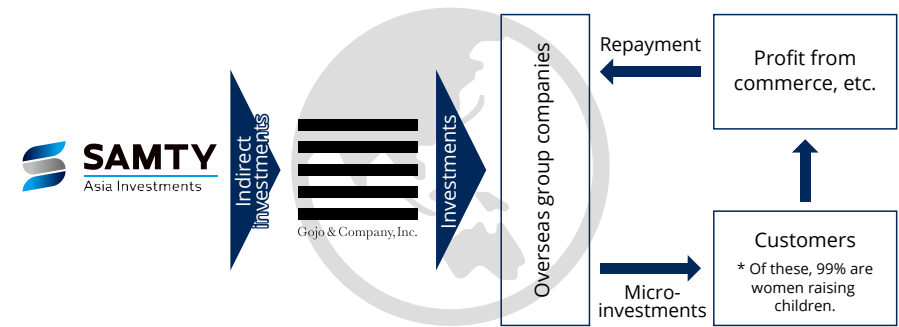 SAMTY
Asia Investments
Indirect
investments
Gojo & Company, Inc.
Investments
Overseas group companies
Repayment
Profit from
commerce, etc.
Micro-
investments
Customers
* Of these, 99% are
women raising
children.